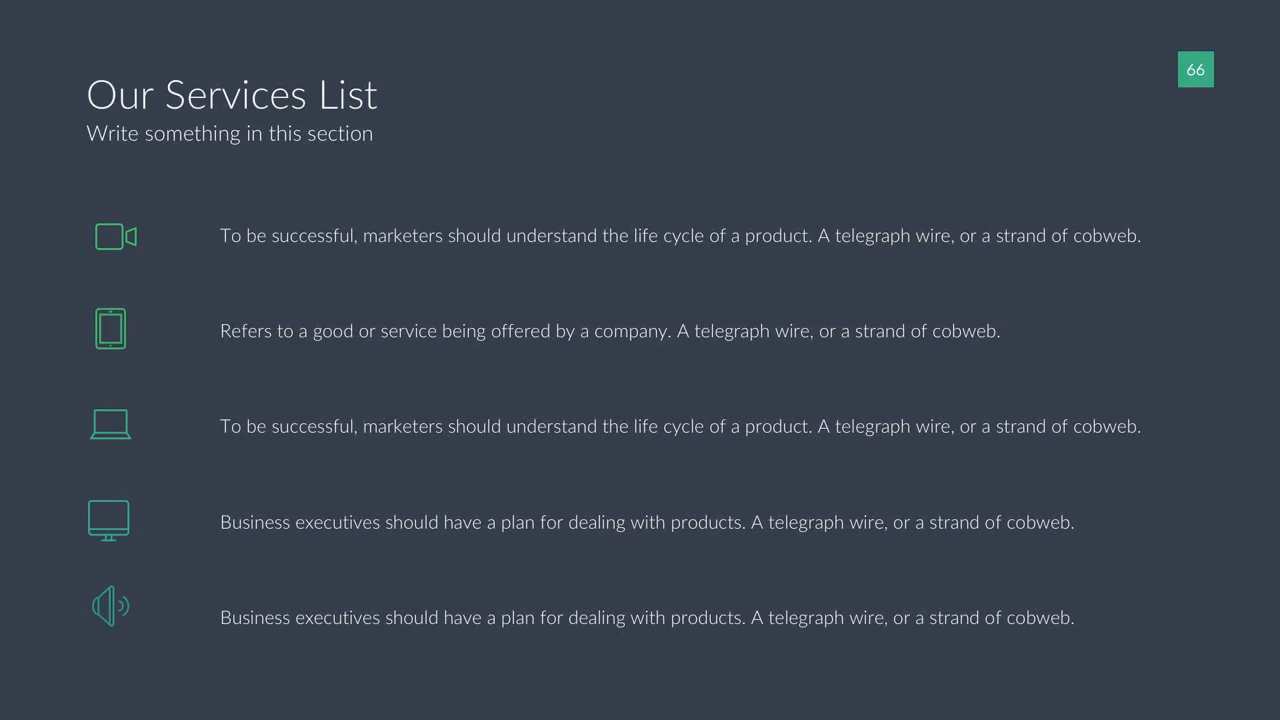 66
Our Services List
Write something in this section
To be successful, marketers should understand the life cycle of a product. A telegraph wire, or a strand of cobweb.
Refers to a good or service being offered by a company. A telegraph wire, or a strand of cobweb.
To be successful, marketers should understand the life cycle of a product. A telegraph wire, or a strand of cobweb.
Business executives should have a plan for dealing with products. A telegraph wire, or a strand of cobweb.
Business executives should have a plan for dealing with products. A telegraph wire, or a strand of cobweb.